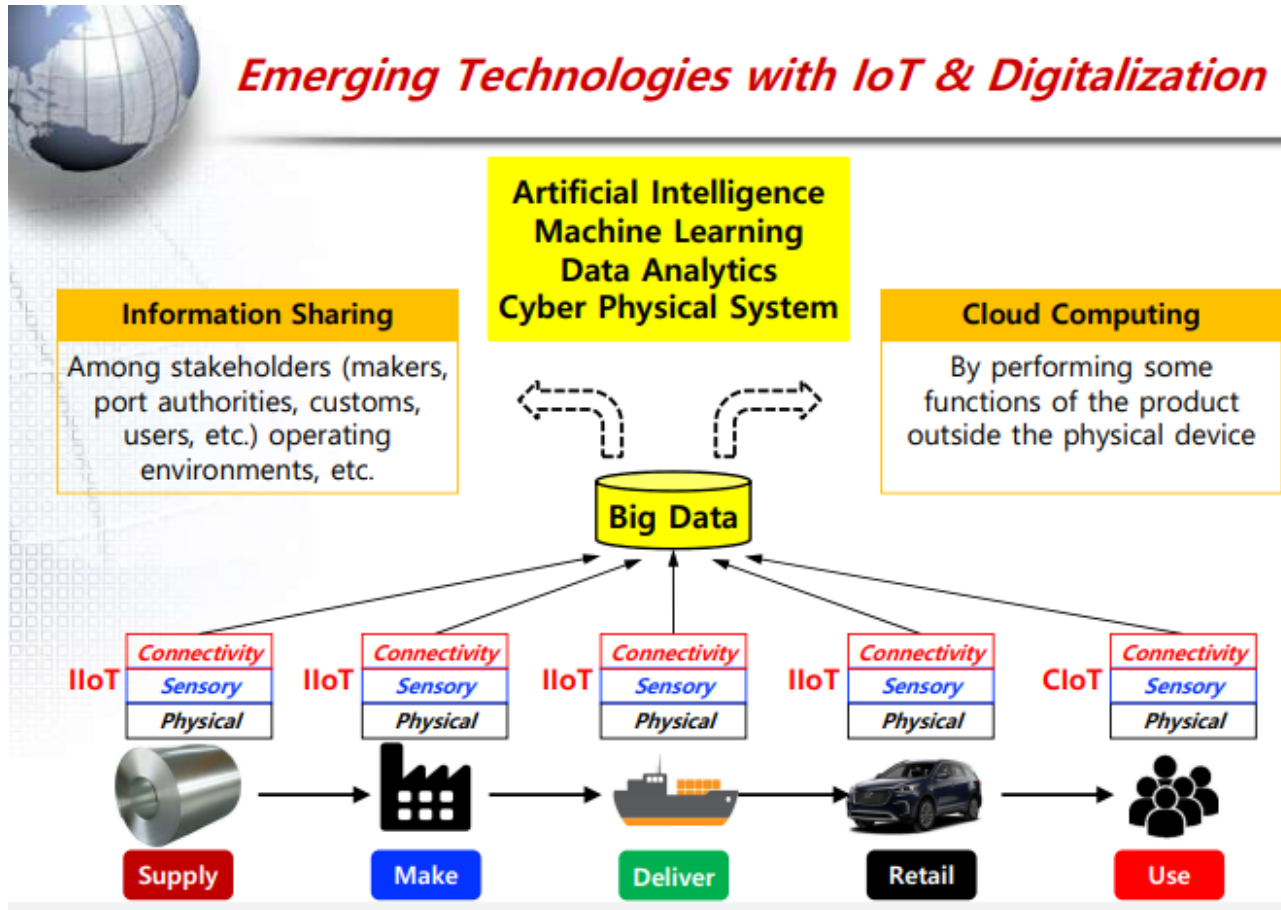 Emerging Technologies with IoT & Digitalization
Artificial Intelligence
Machine Learning
Data Analytics
Cyber Physical System
Information Sharing
Among stakeholders (makers,
port authorities, customs,
users, etc.) operating
environments, etc.
Cloud Computing
By performing some
functions of the product
outside the physical device
Big Data
IIoT
Connectivity
Sensory
Physical
IIoT
Connectivity
Sensory
Physical
IIoT
Connectivity
Sensory
Physical
IIoT
Connectivity
Sensory
Physical
CIoT
Connectivity
Sensory
Physical
Supply
Make
Deliver
Retail
Use